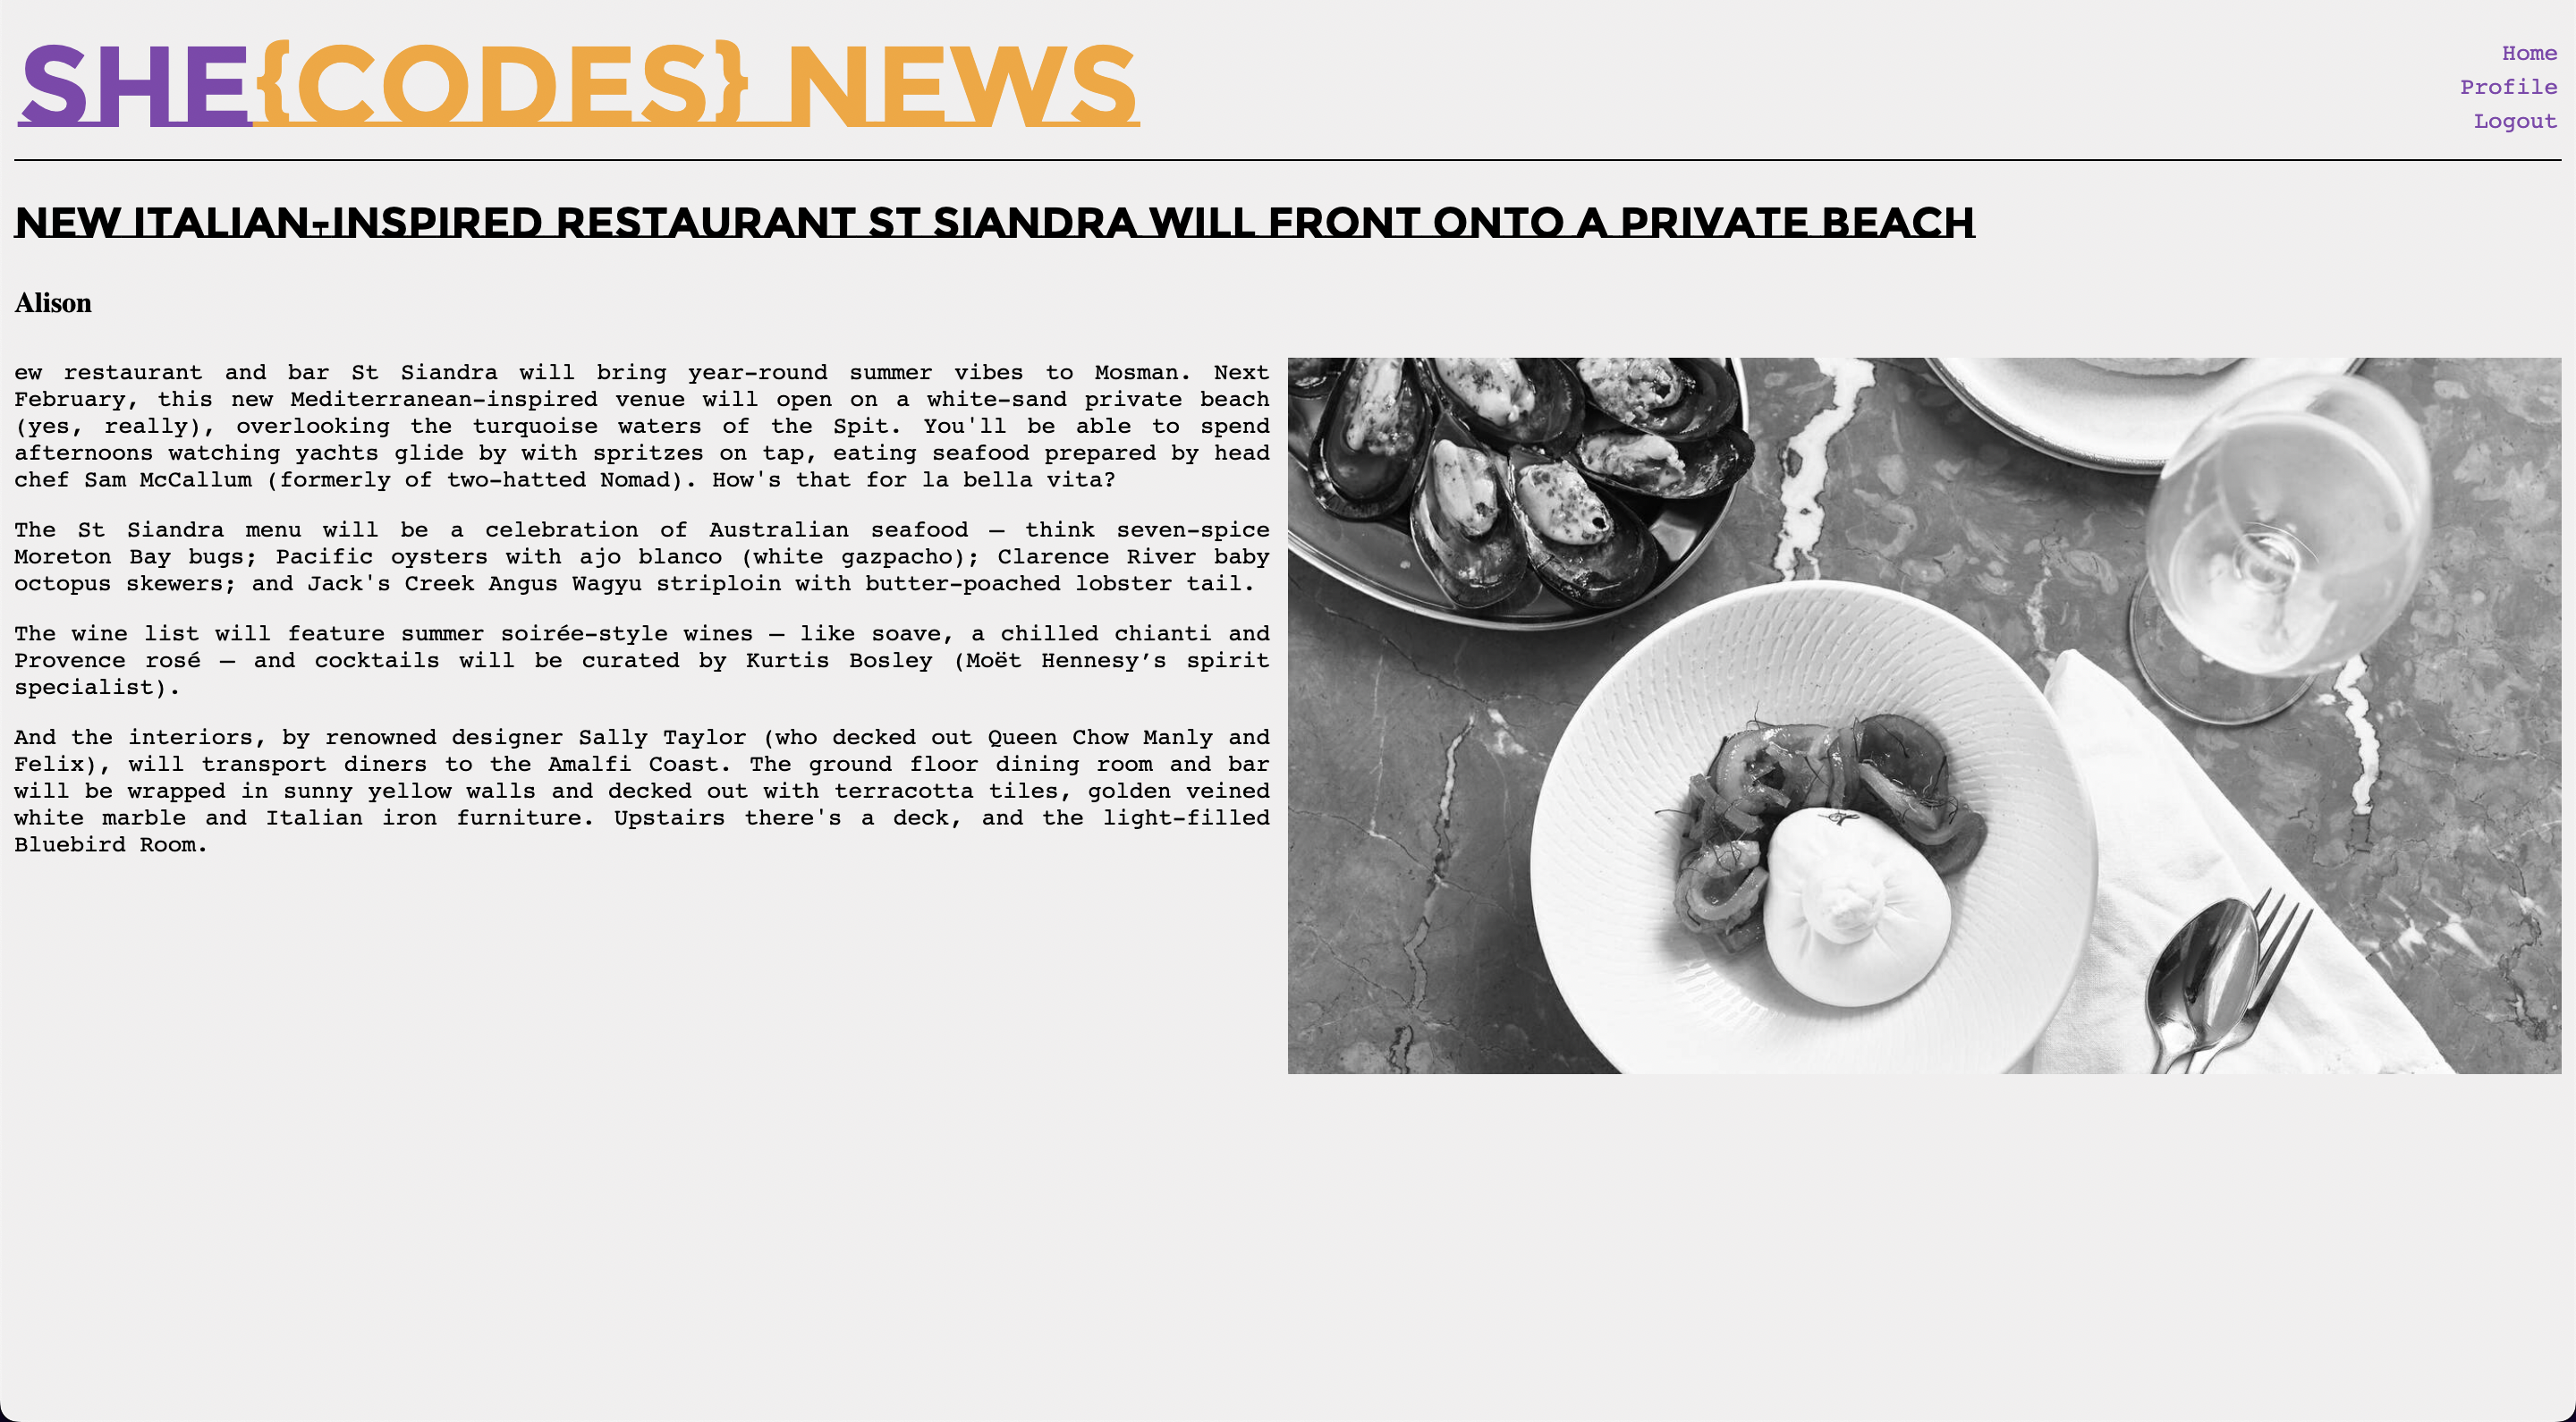 SHE{CODES} NEWS
Home
Profile
Logout
NEW ITALIAN-INSPIRED RESTAURANT ST SIANDRA WILL FRONT ONTO A PRIVATE BEACH
Alison
ew restaurant and bar St Siandra will bring year-round summer vibes to Mosman. Next
February, this new Mediterranean-inspired venue will open on a white-sand private beach
(yes, really), overlooking the turquoise waters of the Spit. You'll be able to spend
afternoons watching yachts glide by with spritzes on tap, eating seafood prepared by head
chef Sam McCallum (formerly of two-hatted Nomad). How's that for la bella vita?
The St Siandra menu will be a celebration of Australian seafood — think seven-spice
Moreton Bay bugs; Pacific oysters with ajo blanco (white gazpacho); Clarence River baby
octopus skewers; and Jack's Creek Angus Wagyu striploin with butter-poached lobster tail.
The wine list will feature summer soirée-style wines — like soave, a chilled chianti and
Provence rosé — and cocktails will be curated by Kurtis Bosley (Moët Hennesy’s spirit
specialist).
And the interiors, by renowned designer Sally Taylor (who decked out Queen Chow Manly and
Felix), will transport diners to the Amalfi Coast. The ground floor dining room and bar
will be wrapped in sunny yellow walls and decked out with terracotta tiles, golden veined
white marble and Italian iron furniture. Upstairs there's a deck, and the light-filled
Bluebird Room.